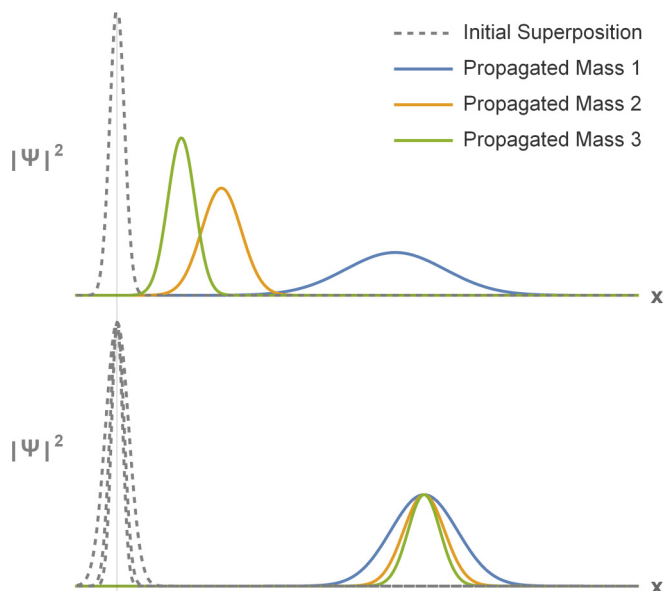 Initial Superposition
Propagated Mass 1
Propagated Mass 2
Propagated Mass 3
|Ψ|²
x
|Ψ|²
x